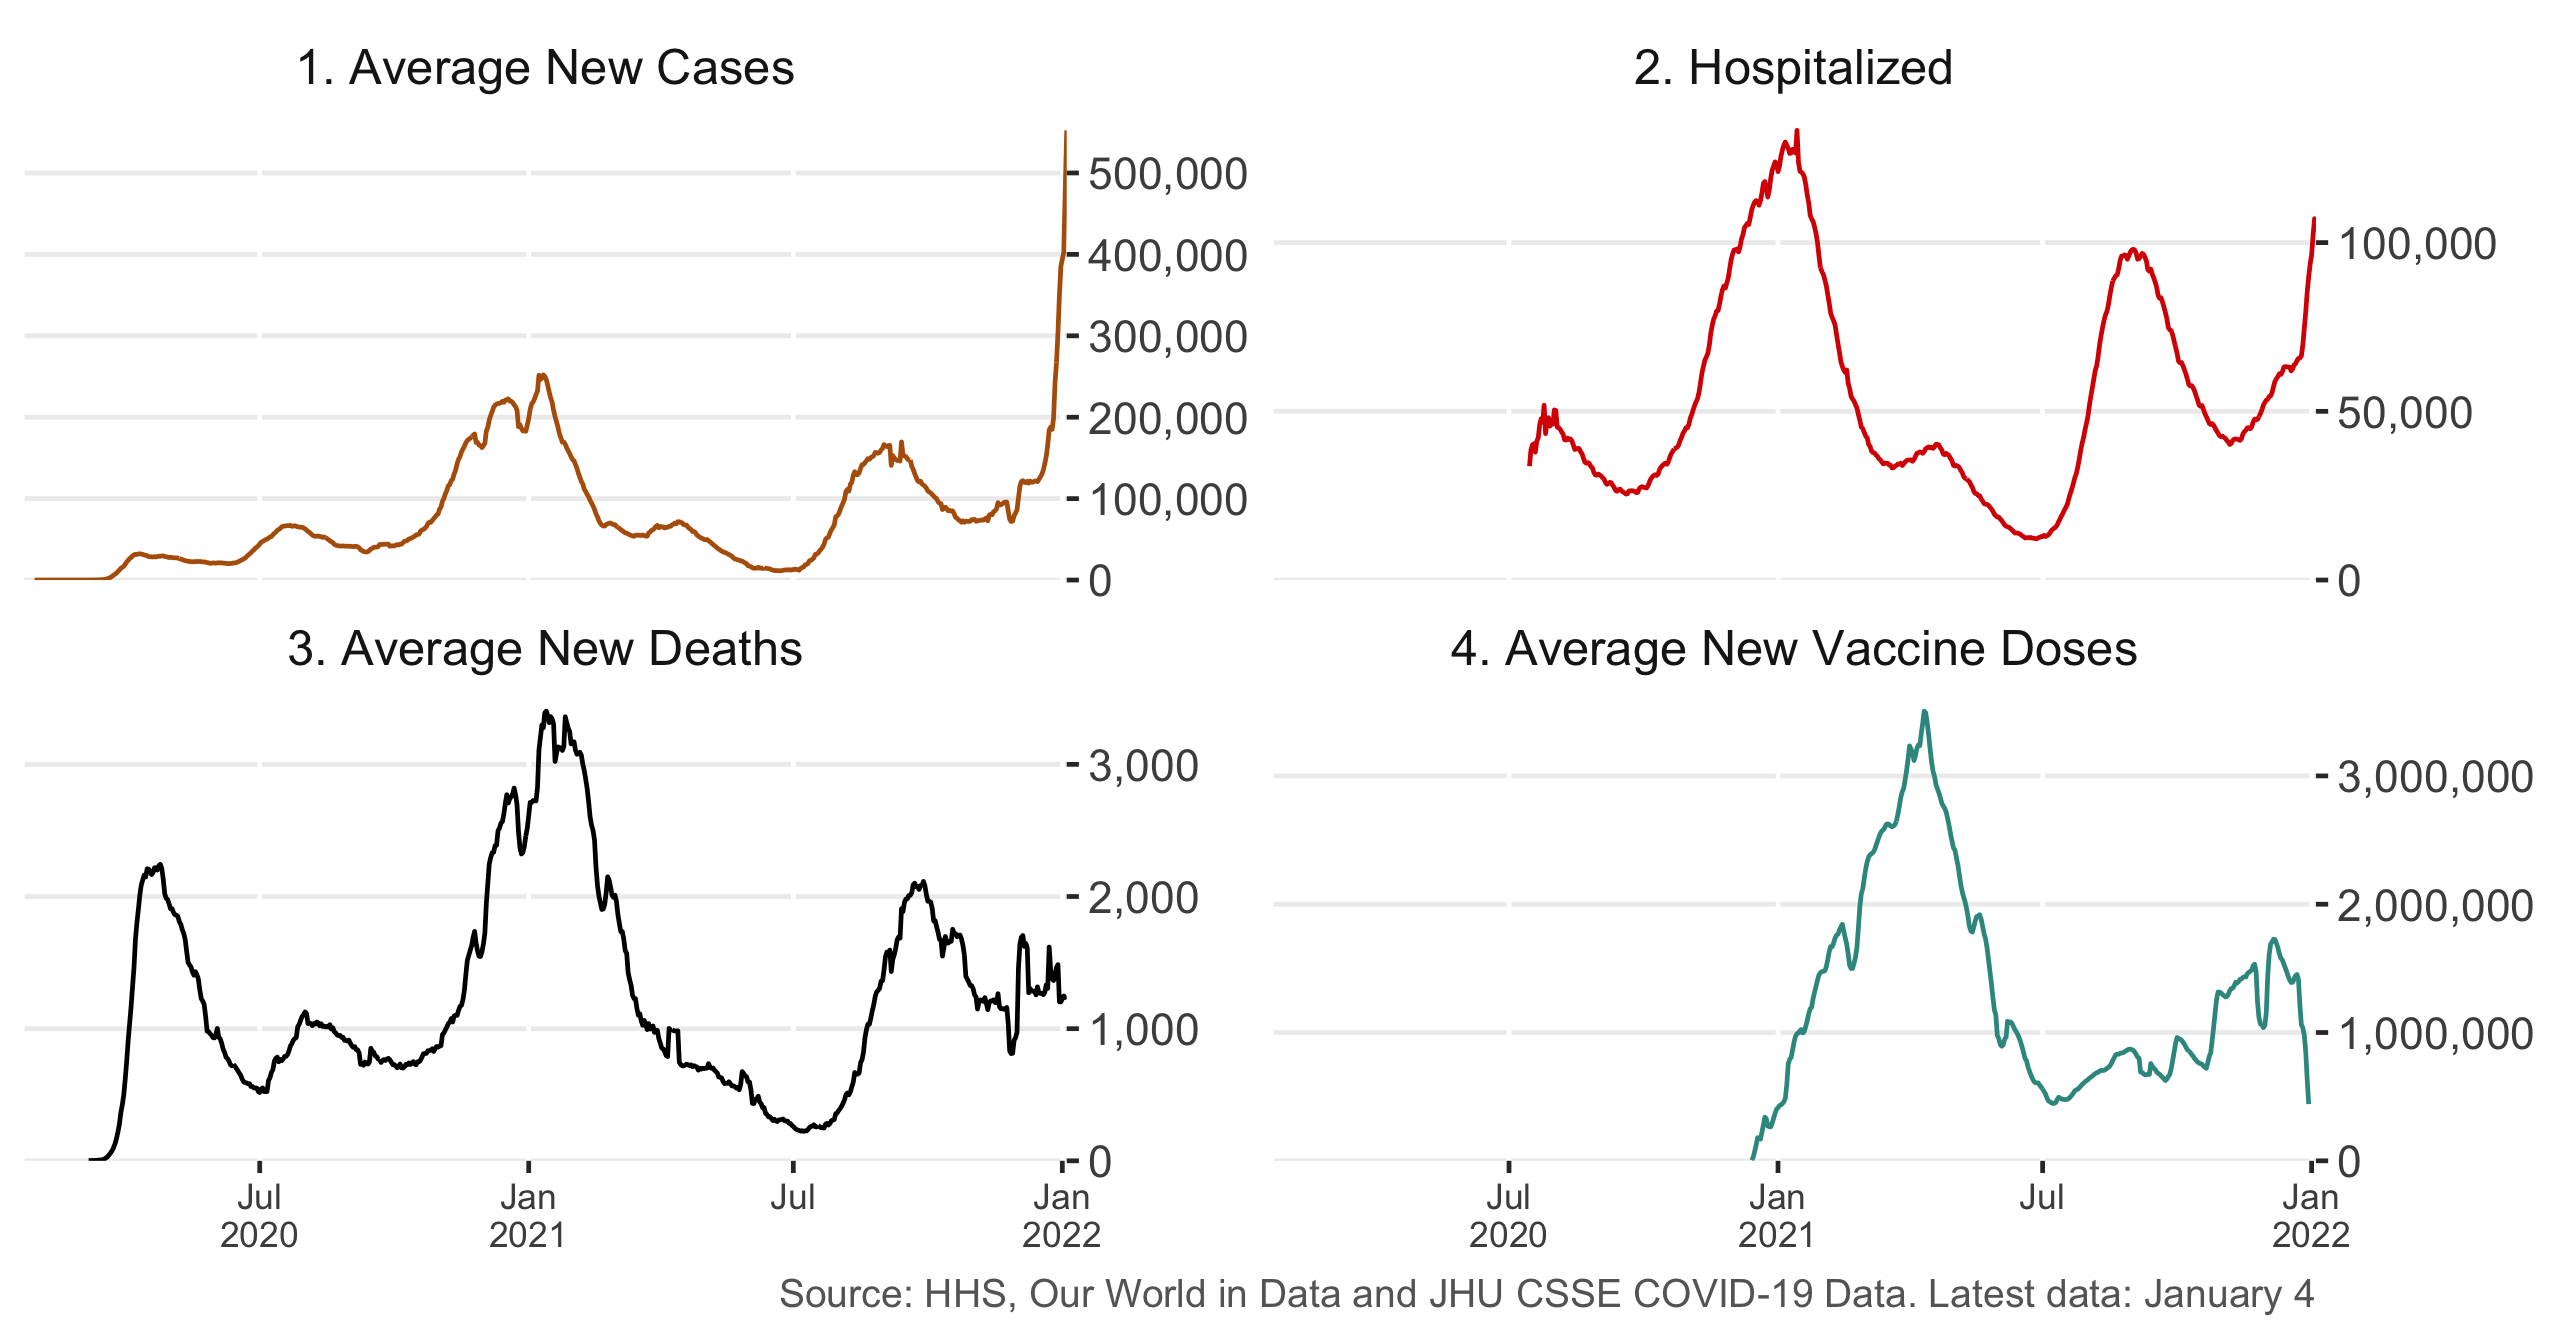 1. Average New Cases
500,000
400,000
300,000
200,000
100,000
0
2. Hospitalized
100,000
50,000
0
3. Average New Deaths
3,000
2,000
1,000
0
Jul
2020
Jan
2021
Jul
Jan
2022
4. Average New Vaccine Doses
3,000,000
2,000,000
1,000,000
0
Jul
2020
Jan
2021
Jul
Jan
2022
Source: HHS, Our World in Data and JHU CSSE COVID-19 Data. Latest data: January 4